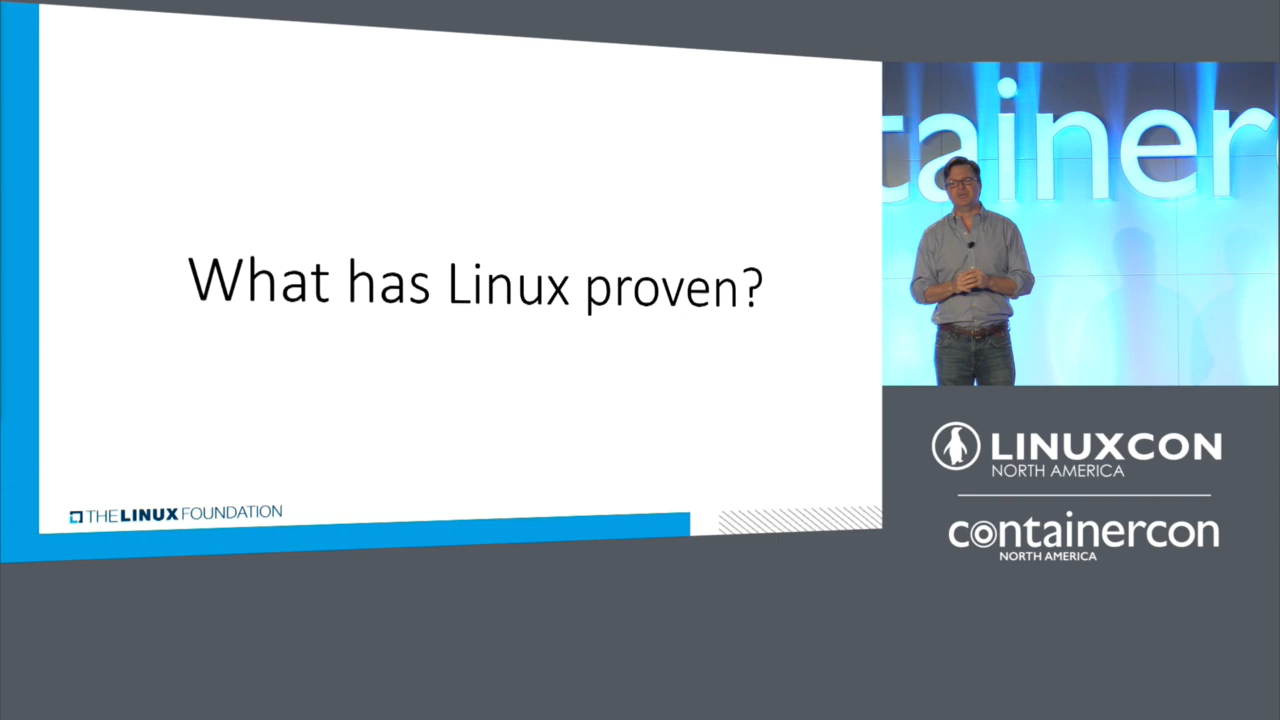 What has Linux proven?
THE LINUX FOUNDATION
tainer
LINUXCON
NORTH AMERICA
containercon
NORTH AMERICA